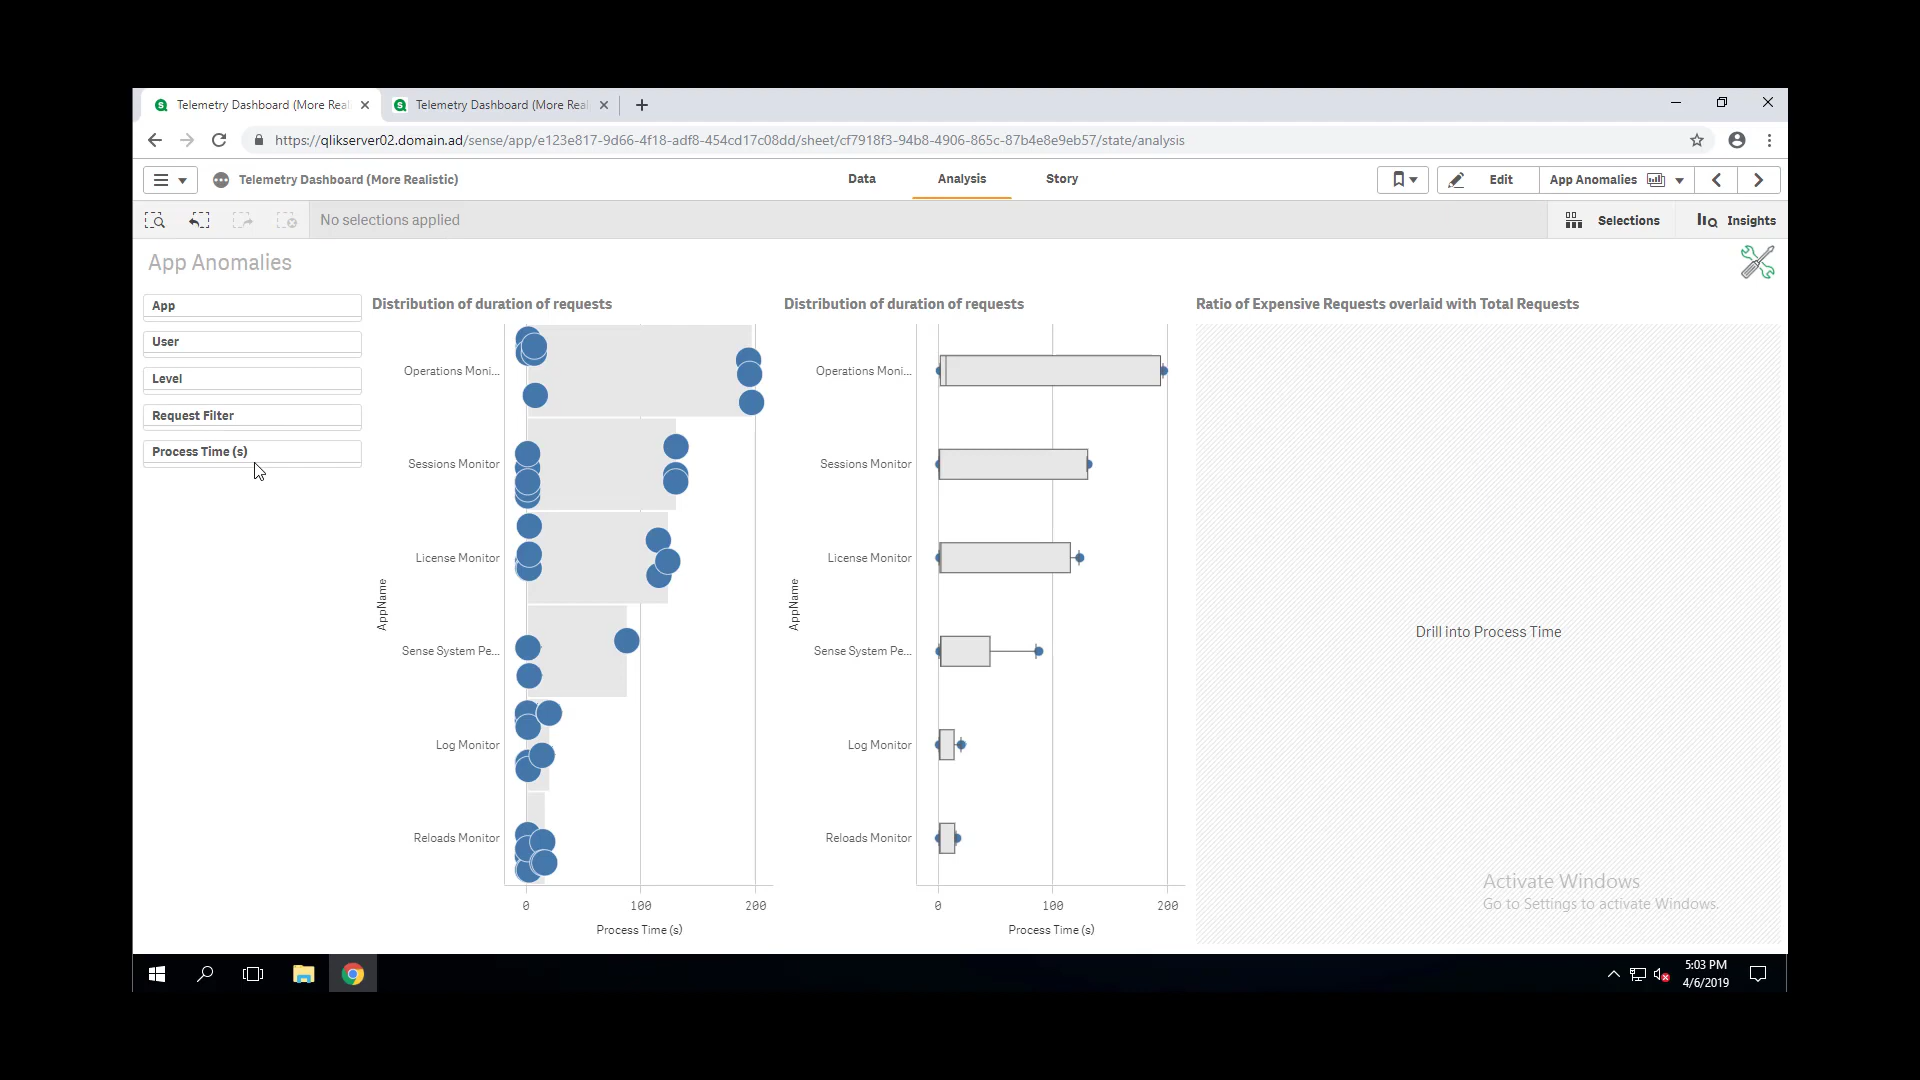 Telemetry Dashboard (More Real
Telemetry Dashboard (More Rea
https://qlikserver02.domain.ad/sense/app/e123e817-9d66-4f18-adf8-454cd17c08dd/sheet/cf7918f3-94b8-4906-865c-87b4e8e9eb57/state/analysis
Telemetry Dashboard (More Realistic)
Data
Analysis
Story
Edit
App Anomalies
No selections applied
Selections
Insights
App Anomalies
App
User
Level
Request Filter
Process Time (s)
Distribution of duration of requests
AppName
Operations Moni...
Sessions Monitor
License Monitor
Sense System Pe...
Log Monitor
Reloads Monitor
0 100 200
Process Time (s)
Distribution of duration of requests
AppName
Operations Moni...
Sessions Monitor
License Monitor
Sense System Pe...
Log Monitor
Reloads Monitor
0 100 200
Process Time (s)
Ratio of Expensive Requests overlaid with Total Requests
Drill into Process Time
Activate Windows
Go to Settings to activate Windows.
5:03 PM
4/6/2019